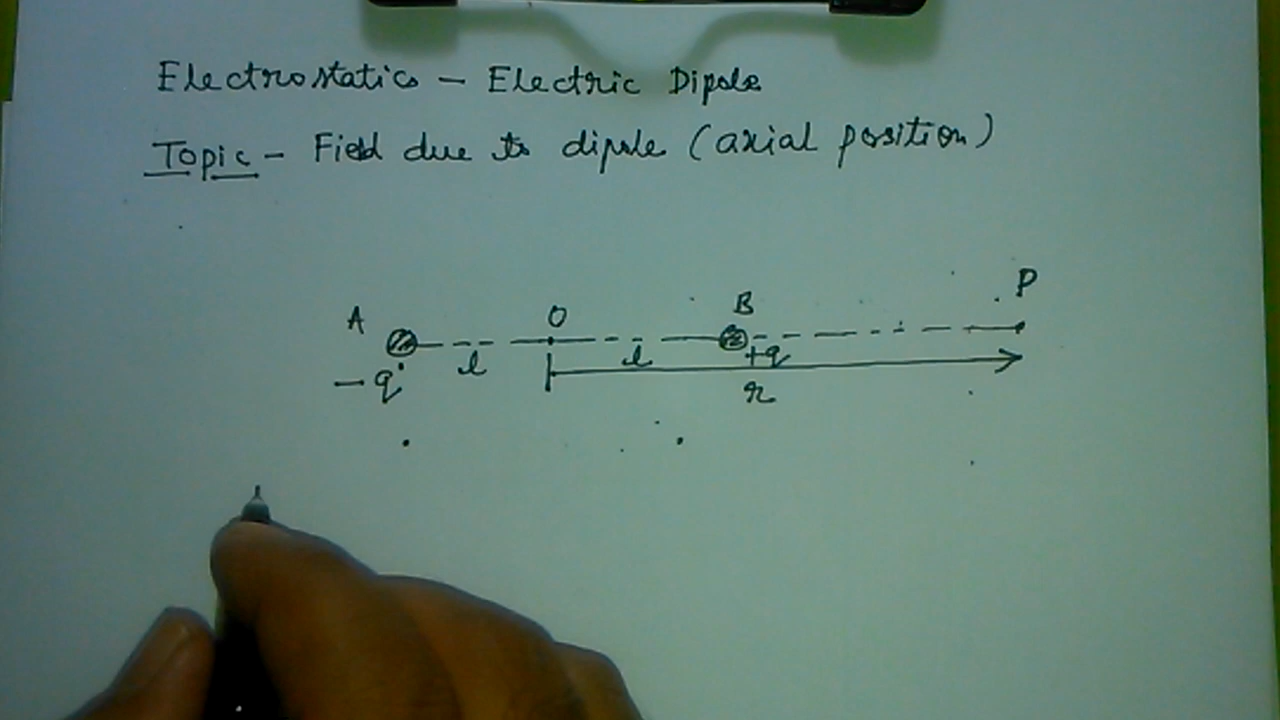 Electrostatics - Electric Dipole
Topic - Field due to dipole (axial position)
A O B P
l l +q
-q r